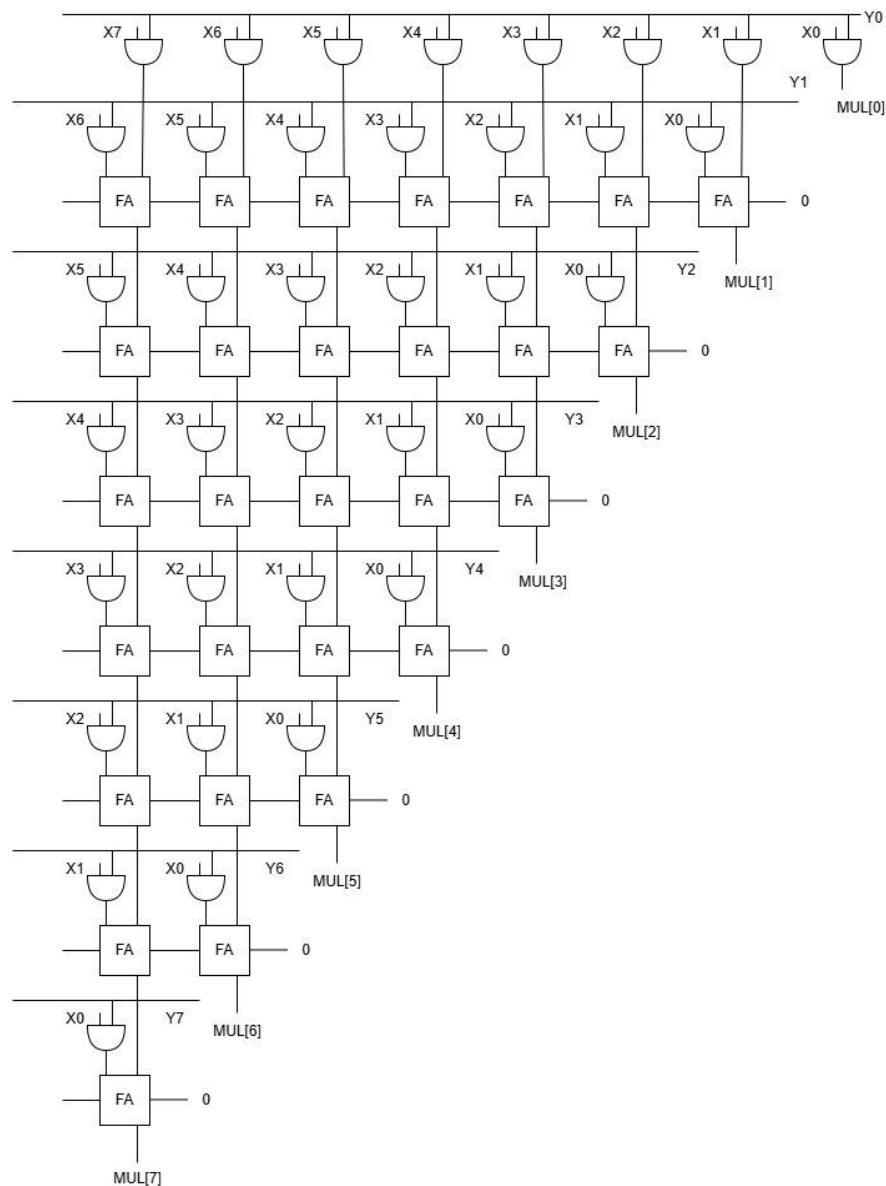 Y0
X7 X6 X5 X4 X3 X2 X1 X0
Y1
MUL[0]
X6 X5 X4 X3 X2 X1 X0
FA FA FA FA FA FA FA 0
X5 X4 X3 X2 X1 X0 Y2 MUL[1]
FA FA FA FA FA FA 0
X4 X3 X2 X1 X0 Y3 MUL[2]
FA FA FA FA FA 0
X3 X2 X1 X0 Y4 MUL[3]
FA FA FA FA 0
X2 X1 X0 Y5 MUL[4]
FA FA FA 0
X1 X0 Y6 MUL[5]
FA FA 0
X0 Y7 MUL[6]
FA 0
MUL[7]